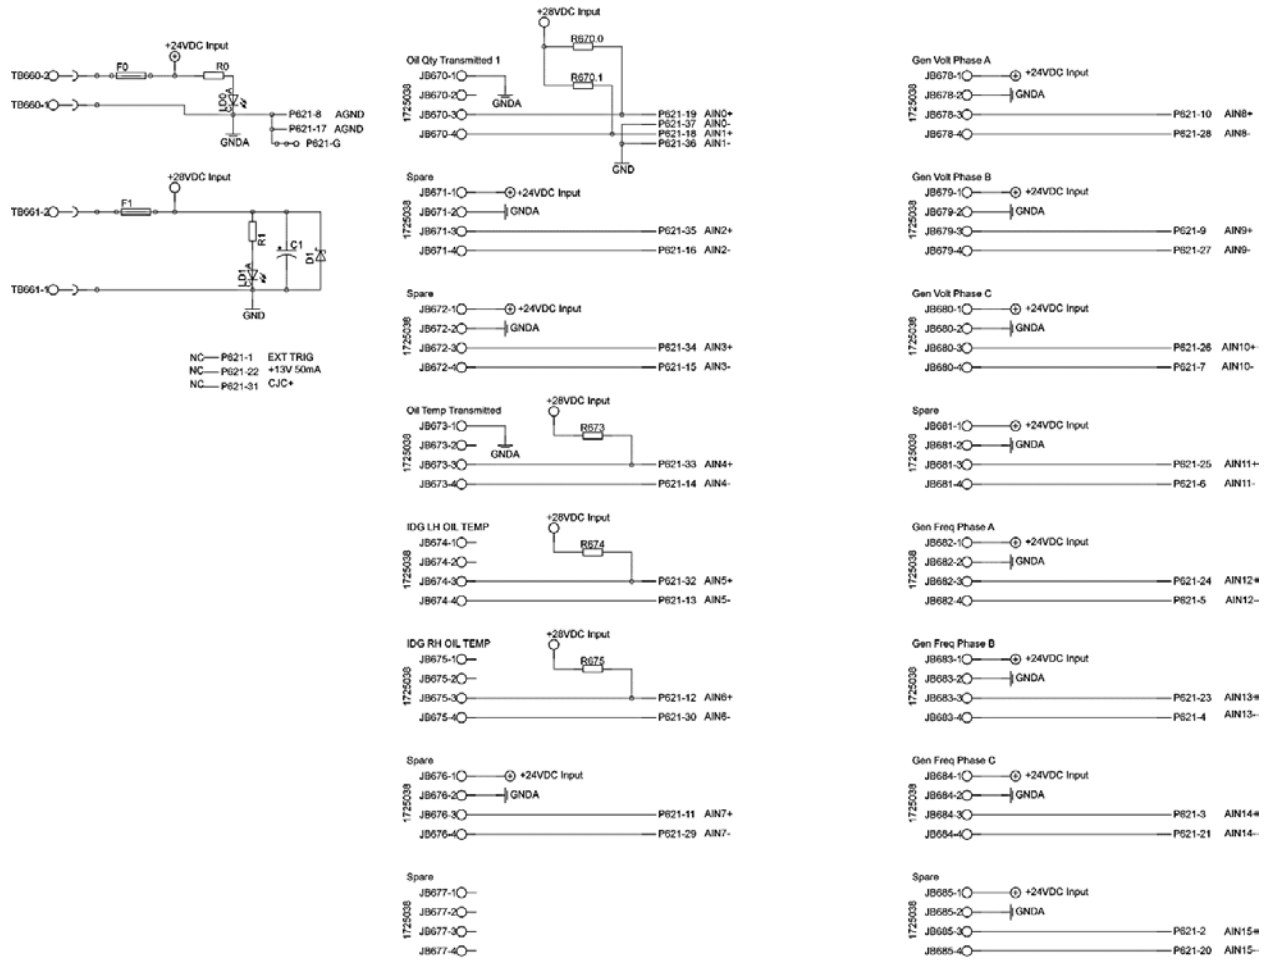 +24VDC Input
TB660-2
F0
R0
LD0
A
C
TB660-1
P621-8 AGND
P621-17 AGND
P621-G
GNDA
+28VDC Input
TB661-2
F1
R1
C1
D1
LD1
A
C
TB661-1
GND
NC P621-1 EXT TRIG
NC P621-22 +13V 50mA
NC P621-31 CJC+
+28VDC Input
R670.0
Oil Qty Transmitted 1
R670.1
1725038
JB670-1
GNDA
JB670-2
JB670-3 P621-19 AIN0+
P621-37 AIN0-
JB670-4 P621-18 AIN1+
P621-36 AIN1-
GND
Spare
1725038
JB671-1 +24VDC Input
JB671-2 GNDA
JB671-3 P621-35 AIN2+
JB671-4 P621-16 AIN2-
Spare
1725038
JB672-1 +24VDC Input
JB672-2 GNDA
JB672-3 P621-34 AIN3+
JB672-4 P621-15 AIN3-
+28VDC Input
Oil Temp Transmitted
1725038
JB673-1 R673
JB673-2 GNDA
JB673-3 P621-33 AIN4+
JB673-4 P621-14 AIN4-
+28VDC Input
IDG LH OIL TEMP
1725038
JB674-1 R674
JB674-2
JB674-3 P621-32 AIN5+
JB674-4 P621-13 AIN5-
+28VDC Input
IDG RH OIL TEMP
1725038
JB675-1 R675
JB675-2
JB675-3 P621-12 AIN6+
JB675-4 P621-30 AIN6-
Spare
1725038
JB676-1 +24VDC Input
JB676-2 GNDA
JB676-3 P621-11 AIN7+
JB676-4 P621-29 AIN7-
Spare
1725038
JB677-1
JB677-2
JB677-3
JB677-4
Gen Volt Phase A
1725038
JB678-1 +24VDC Input
JB678-2 GNDA
JB678-3 P621-10 AIN8+
JB678-4 P621-28 AIN8-
Gen Volt Phase B
1725038
JB679-1 +24VDC Input
JB679-2 GNDA
JB679-3 P621-9 AIN9+
JB679-4 P621-27 AIN9-
Gen Volt Phase C
1725038
JB680-1 +24VDC Input
JB680-2 GNDA
JB680-3 P621-26 AIN10+
JB680-4 P621-7 AIN10-
Spare
1725038
JB681-1 +24VDC Input
JB681-2 GNDA
JB681-3 P621-25 AIN11+
JB681-4 P621-6 AIN11-
Gen Freq Phase A
1725038
JB682-1 +24VDC Input
JB682-2 GNDA
JB682-3 P621-24 AIN12+
JB682-4 P621-5 AIN12-
Gen Freq Phase B
1725038
JB683-1 +24VDC Input
JB683-2 GNDA
JB683-3 P621-23 AIN13+
JB683-4 P621-4 AIN13-
Gen Freq Phase C
1725038
JB684-1 +24VDC Input
JB684-2 GNDA
JB684-3 P621-3 AIN14+
JB684-4 P621-21 AIN14-
Spare
1725038
JB685-1 +24VDC Input
JB685-2 GNDA
JB685-3 P621-2 AIN15+
JB685-4 P621-20 AIN15-